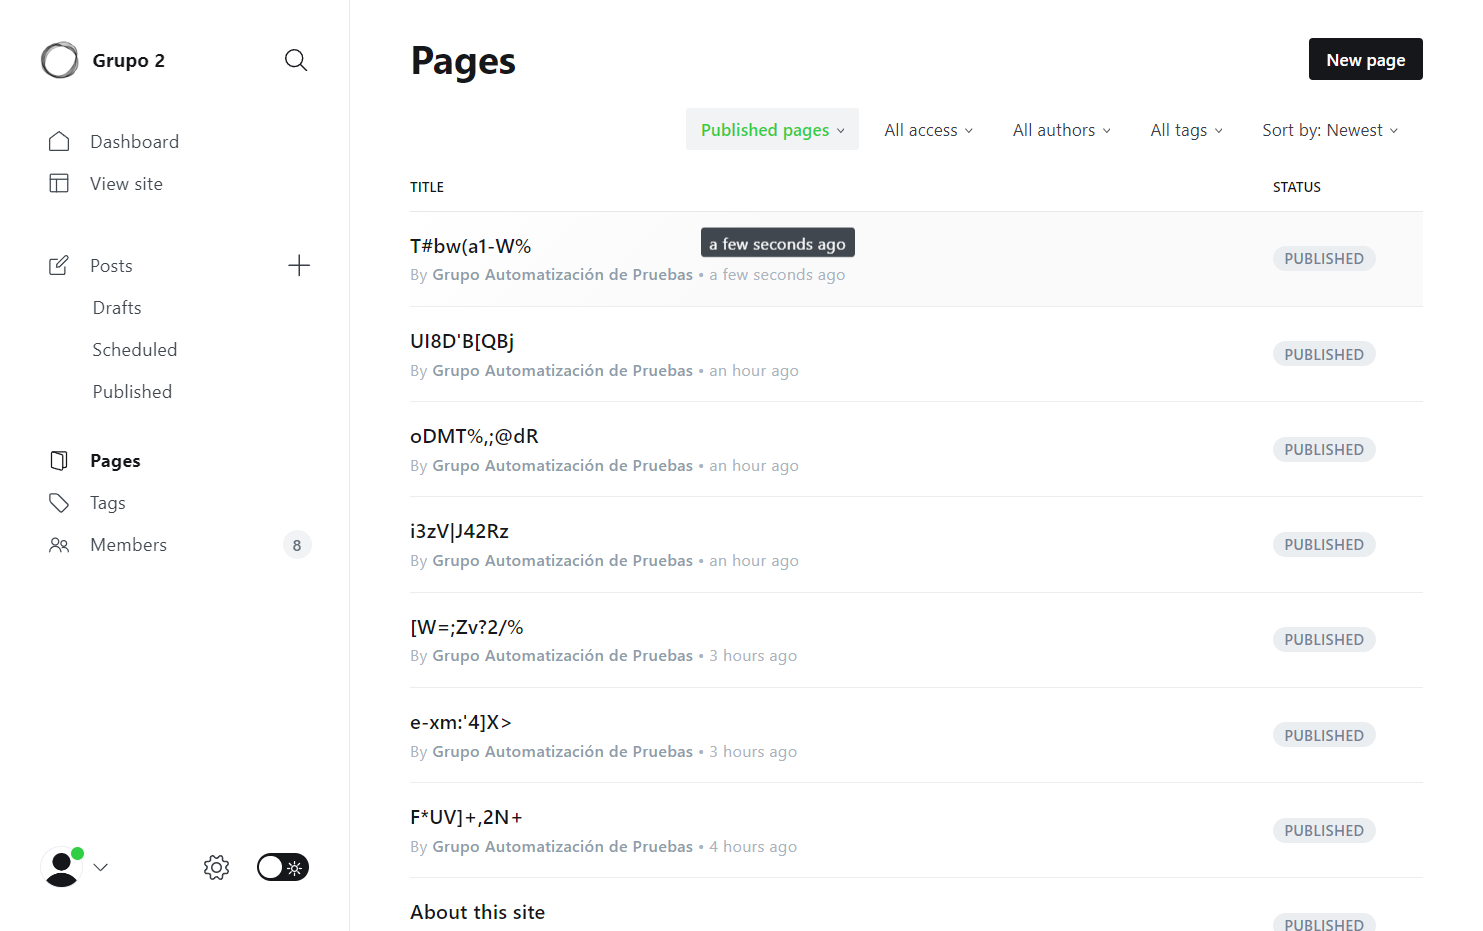 Grupo 2
Dashboard
View site
Posts
Drafts
Scheduled
Published
Pages
Tags
Members
8
Pages
New page
Published pages
All access
All authors
All tags
Sort by: Newest
TITLE
STATUS
a few seconds ago
T#bw(a1-W%
By Grupo Automatización de Pruebas • a few seconds ago
PUBLISHED
UI8D'B[QBj
By Grupo Automatización de Pruebas • an hour ago
PUBLISHED
oDMT%,;@dR
By Grupo Automatización de Pruebas • an hour ago
PUBLISHED
i3zV|J42Rz
By Grupo Automatización de Pruebas • an hour ago
PUBLISHED
[W=;Zv?2/%
By Grupo Automatización de Pruebas • 3 hours ago
PUBLISHED
e-xm:'4]X>
By Grupo Automatización de Pruebas • 3 hours ago
PUBLISHED
F*UV]+,2N+
By Grupo Automatización de Pruebas • 4 hours ago
PUBLISHED
About this site
PUBLISHED